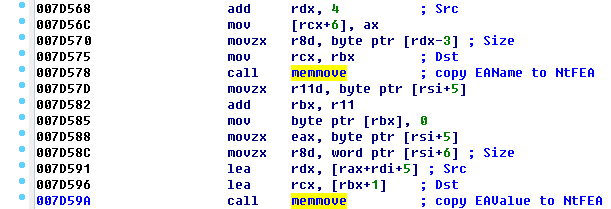 007D568 add rdx, 4 ; Src
007D56C mov [rcx+6], ax
007D570 movzx r8d, byte ptr [rdx-3] ; Size
007D575 mov rcx, rbx ; Dst
007D578 call memmove ; copy EAName to NtFEA
007D57D movzx r11d, byte ptr [rsi+5]
007D582 add rbx, r11
007D585 mov byte ptr [rbx], 0
007D588 movzx eax, byte ptr [rsi+5]
007D58C movzx r8d, word ptr [rsi+6] ; Size
007D591 lea rdx, [rax+rdi+5] ; Src
007D596 lea rcx, [rbx+1] ; Dst
007D59A call memmove ; copy EAValue to NtFEA